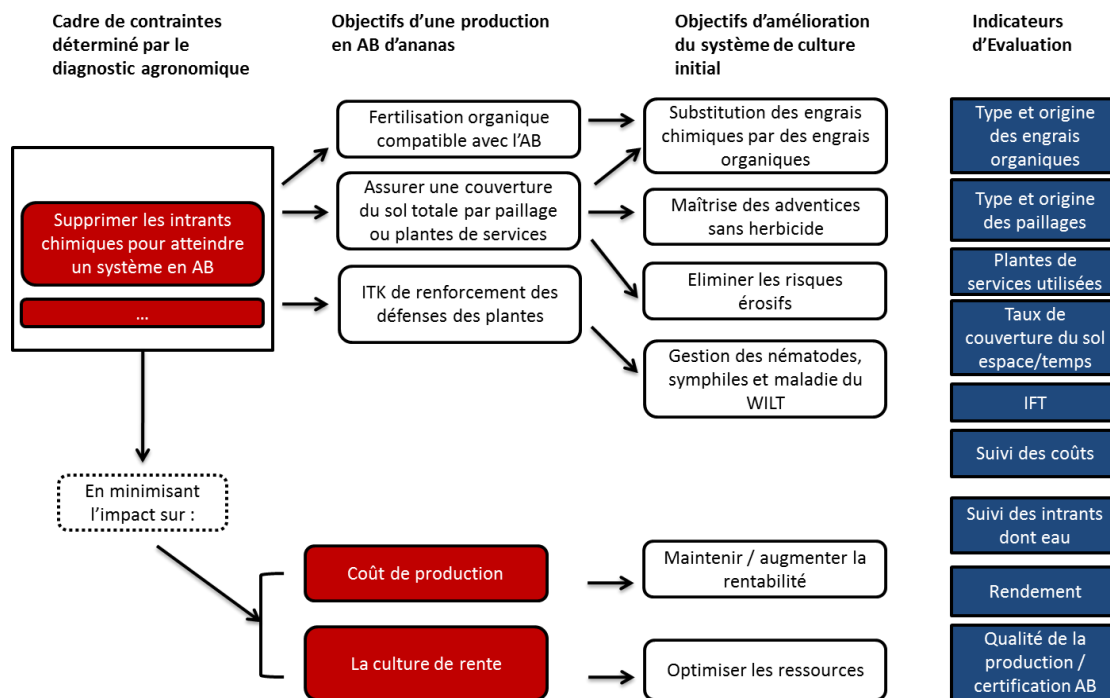 Cadre de contraintes
déterminé par le
diagnostic agronomique
Objectifs d'une production
en AB d'ananas
Objectifs d'amélioration
du système de culture
initial
Indicateurs
d'Evaluation
Supprimer les intrants
chimiques pour atteindre
un système en AB
...
En minimisant
l'impact sur :
Fertilisation organique
compatible avec l'AB
Assurer une couverture
du sol totale par paillage
ou plantes de services
ITK de renforcement des
défenses des plantes
Coût de production
La culture de rente
Substitution des engrais
chimiques par des engrais
organiques
Maîtrise des adventices
sans herbicide
Eliminer les risques
érosifs
Gestion des nématodes,
symphiles et maladie du
WILT
Maintenir / augmenter la
rentabilité
Optimiser les ressources
Type et origine
des engrais
organiques
Type et origine
des paillages
Plantes de
services utilisées
Taux de
couverture du sol
espace/temps
IFT
Suivi des coûts
Suivi des intrants
dont eau
Rendement
Qualité de la
production /
certification AB